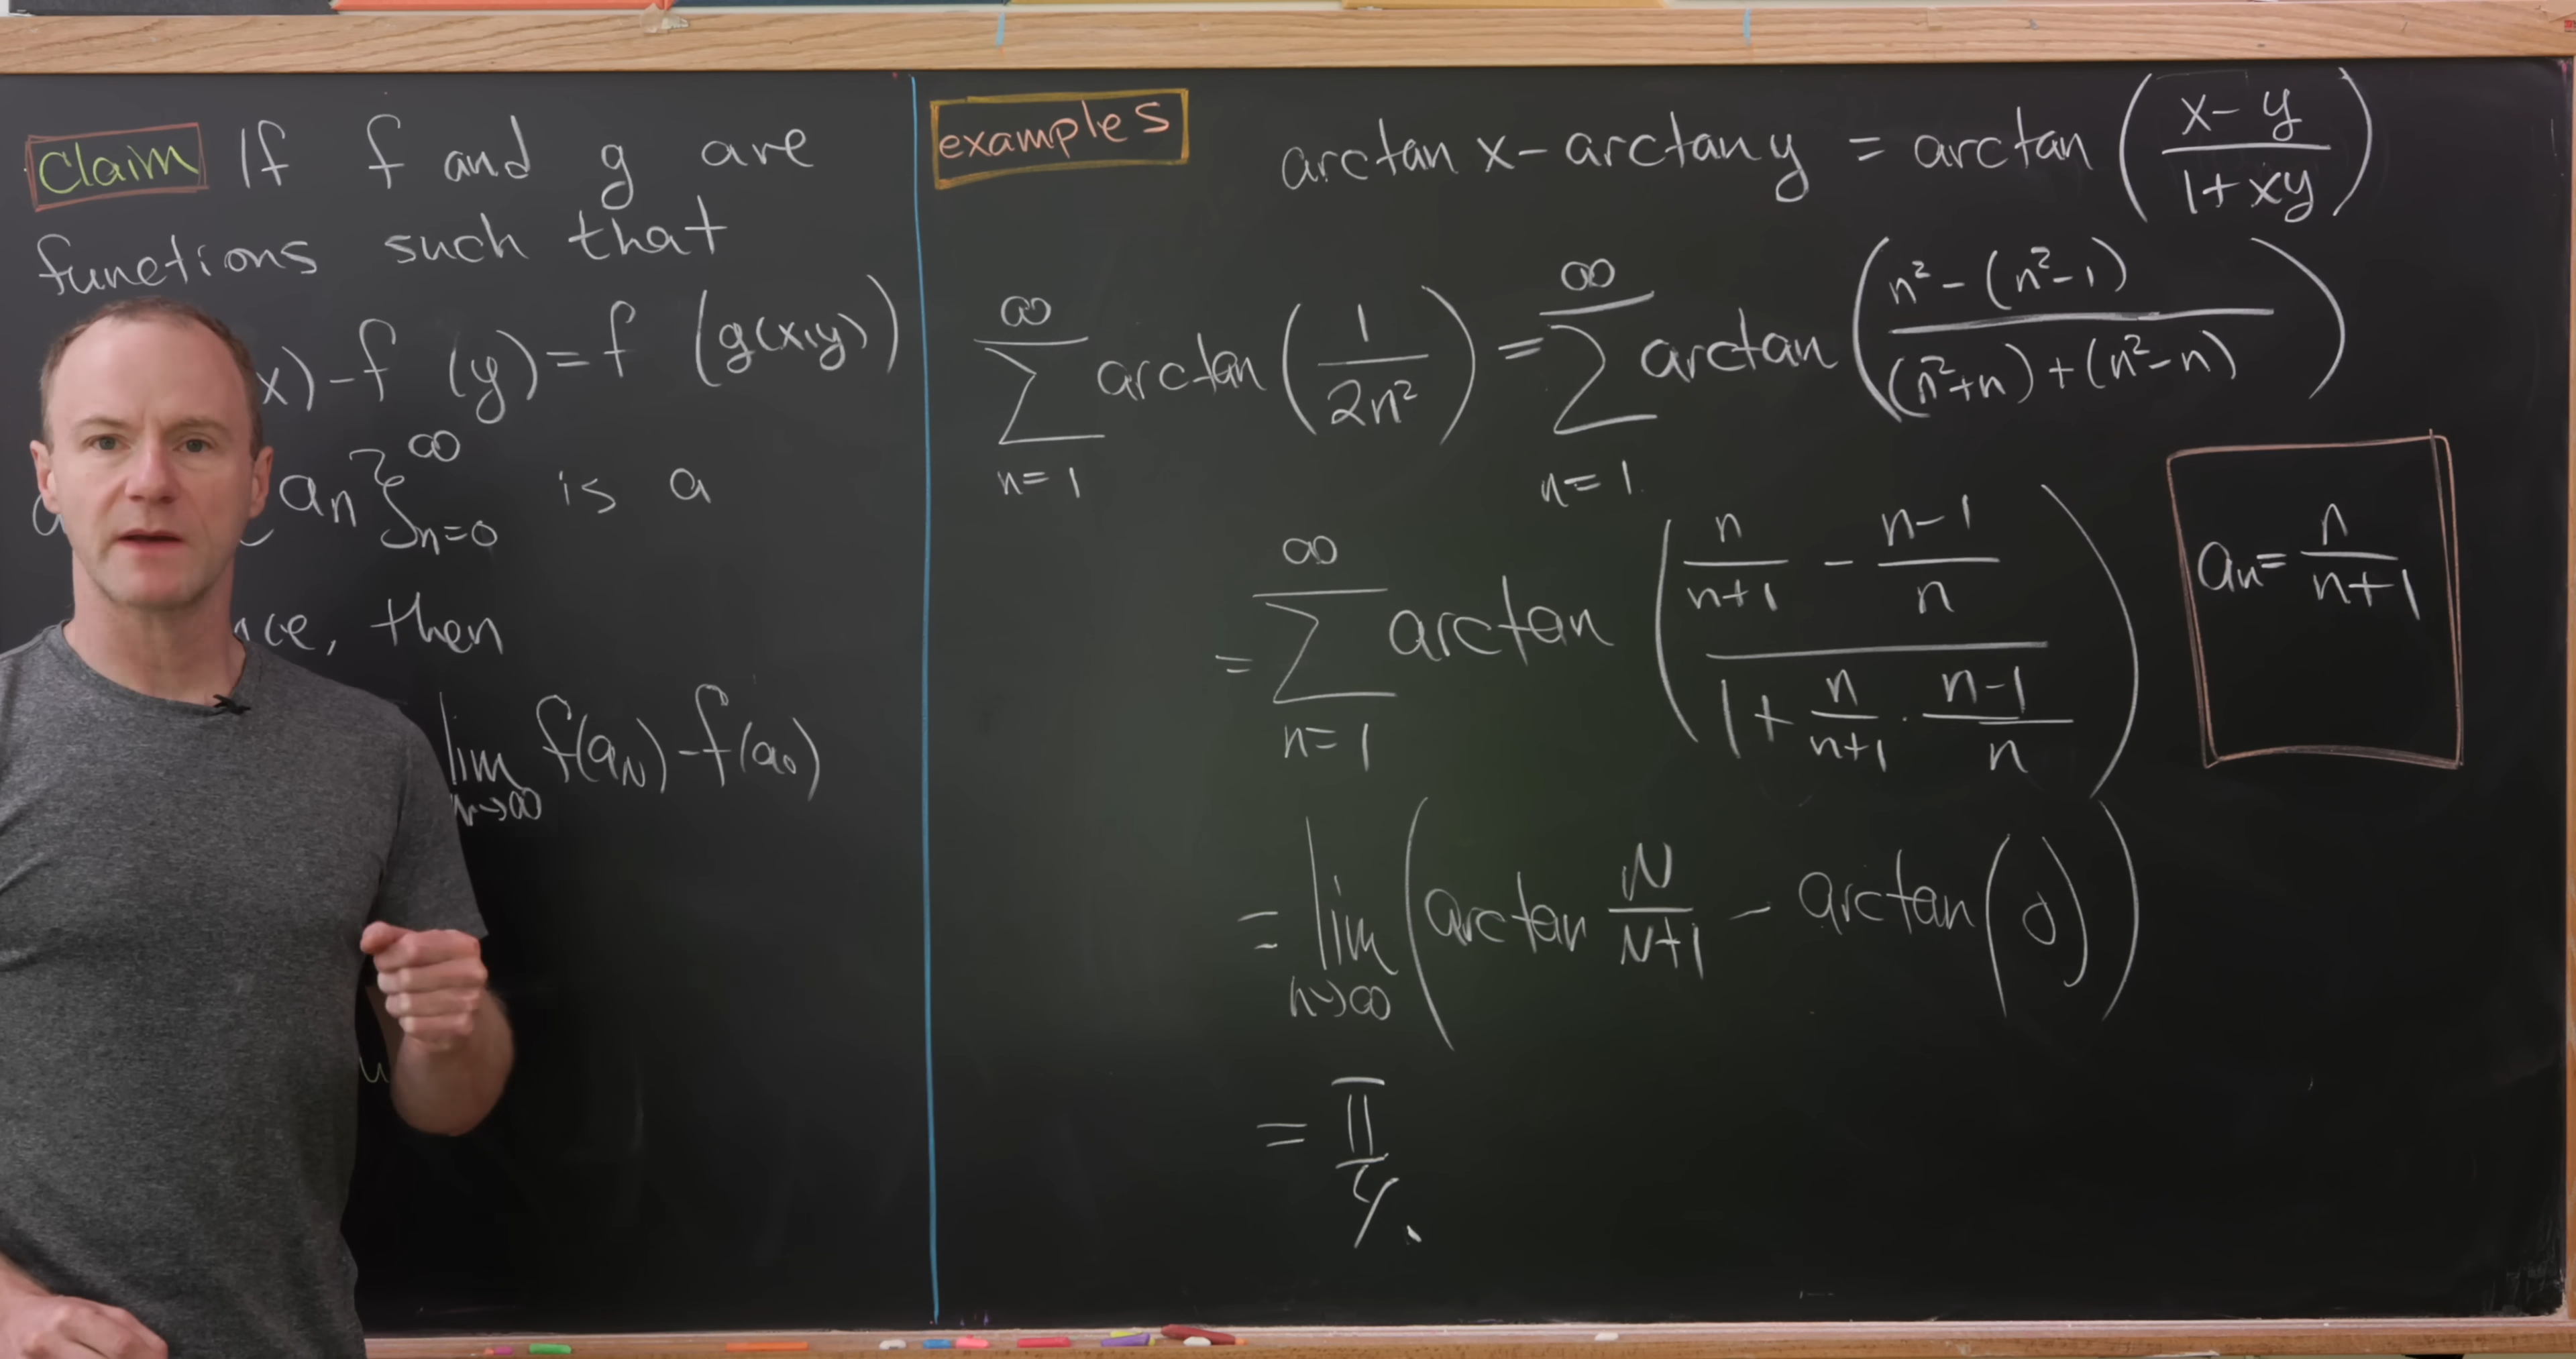 Claim If f and g are
functions such that
x) - f (y) = f (g(x,y))
{a_n}_{n=0}^∞ is a
nce, then
lim_{n→∞} f(a_N) - f(a_0)
examples
arctan x - arctan y = arctan ((x-y)/(1+xy))
∑_{n=1}^∞ arctan (1/(2n²)) = ∑_{n=1}^∞ arctan ((n² - (n²-1))/((n²+n) + (n²-n)))
= ∑_{n=1}^∞ arctan ((n/(n+1) - (n-1)/n)/(1 + n/(n+1) · (n-1)/n))
a_n = n/(n+1)
= lim_{n→∞} (arctan N/(N+1) - arctan (0))
= π/4.